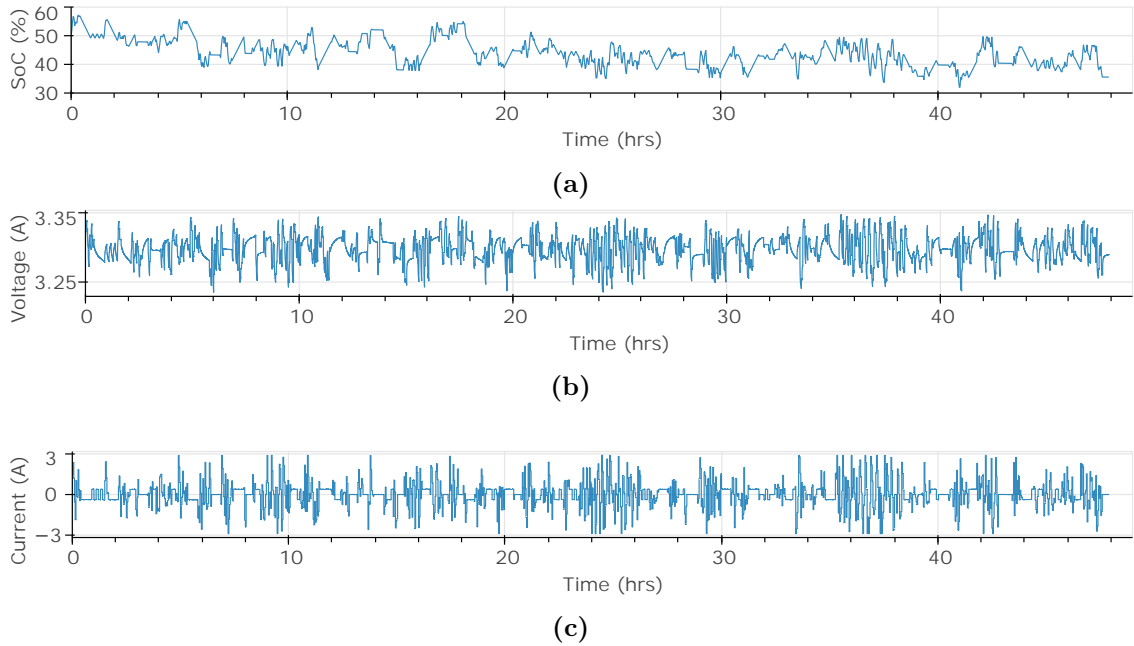 SoC (%)
60
50
40
30
0 10 20 30 40
Time (hrs)
(a)
Voltage (A)
3.35
3.25
0 10 20 30 40
Time (hrs)
(b)
Current (A)
3
0
−3
0 10 20 30 40
Time (hrs)
(c)